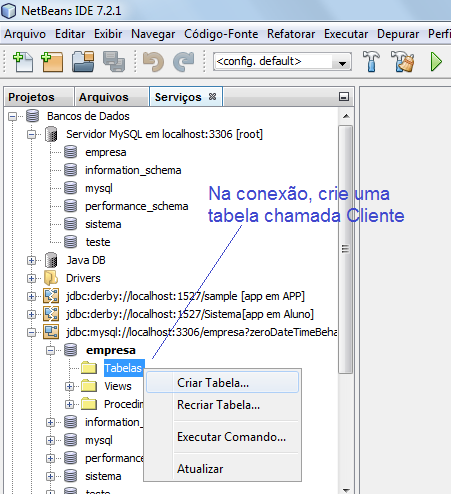 NetBeans IDE 7.2.1
Arquivo Editar Exibir Navegar Código-Fonte Refatorar Executar Depurar Perfi
<config. default>
Projetos Arquivos Serviços
Bancos de Dados
Servidor MySQL em localhost:3306 [root]
empresa
information_schema
mysql
performance_schema
sistema
teste
Na conexão, crie uma
tabela chamada Cliente
Java DB
Drivers
jdbc:derby://localhost:1527/sample [app em APP]
jdbc:derby://localhost:1527/Sistema[app em Aluno]
jdbc:mysql://localhost:3306/empresa?zeroDateTimeBeha
empresa
Tabelas
Views
Procedin
Criar Tabela...
Recriar Tabela...
Executar Comando...
Atualizar
information_
mysql
performance
sistema
teste